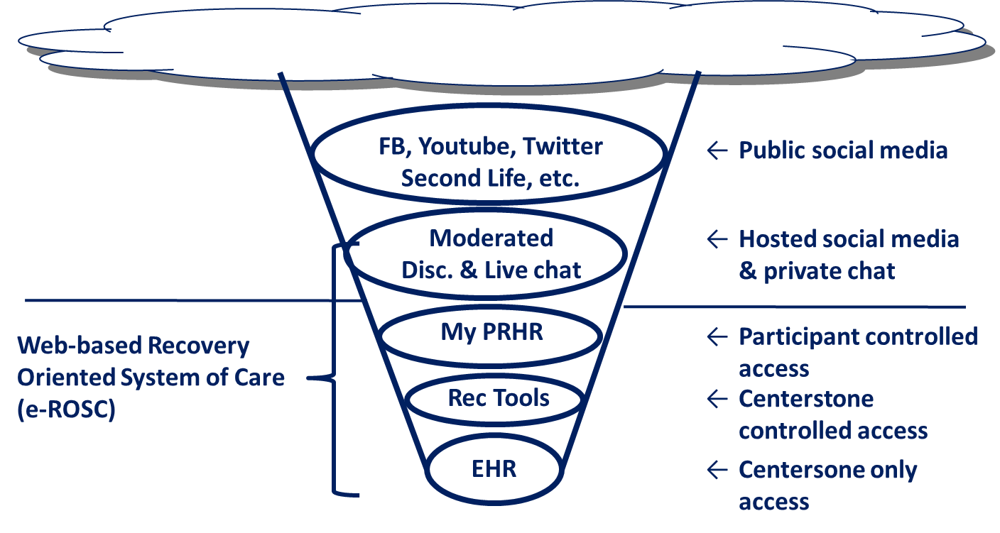 FB, Youtube, Twitter
Second Life, etc.
← Public social media
Moderated
Disc. & Live chat
← Hosted social media
& private chat
My PRHR
← Participant controlled
access
Web-based Recovery
Oriented System of Care
(e-ROSC)
Rec Tools
← Centerstone
controlled access
EHR
← Centersone only
access